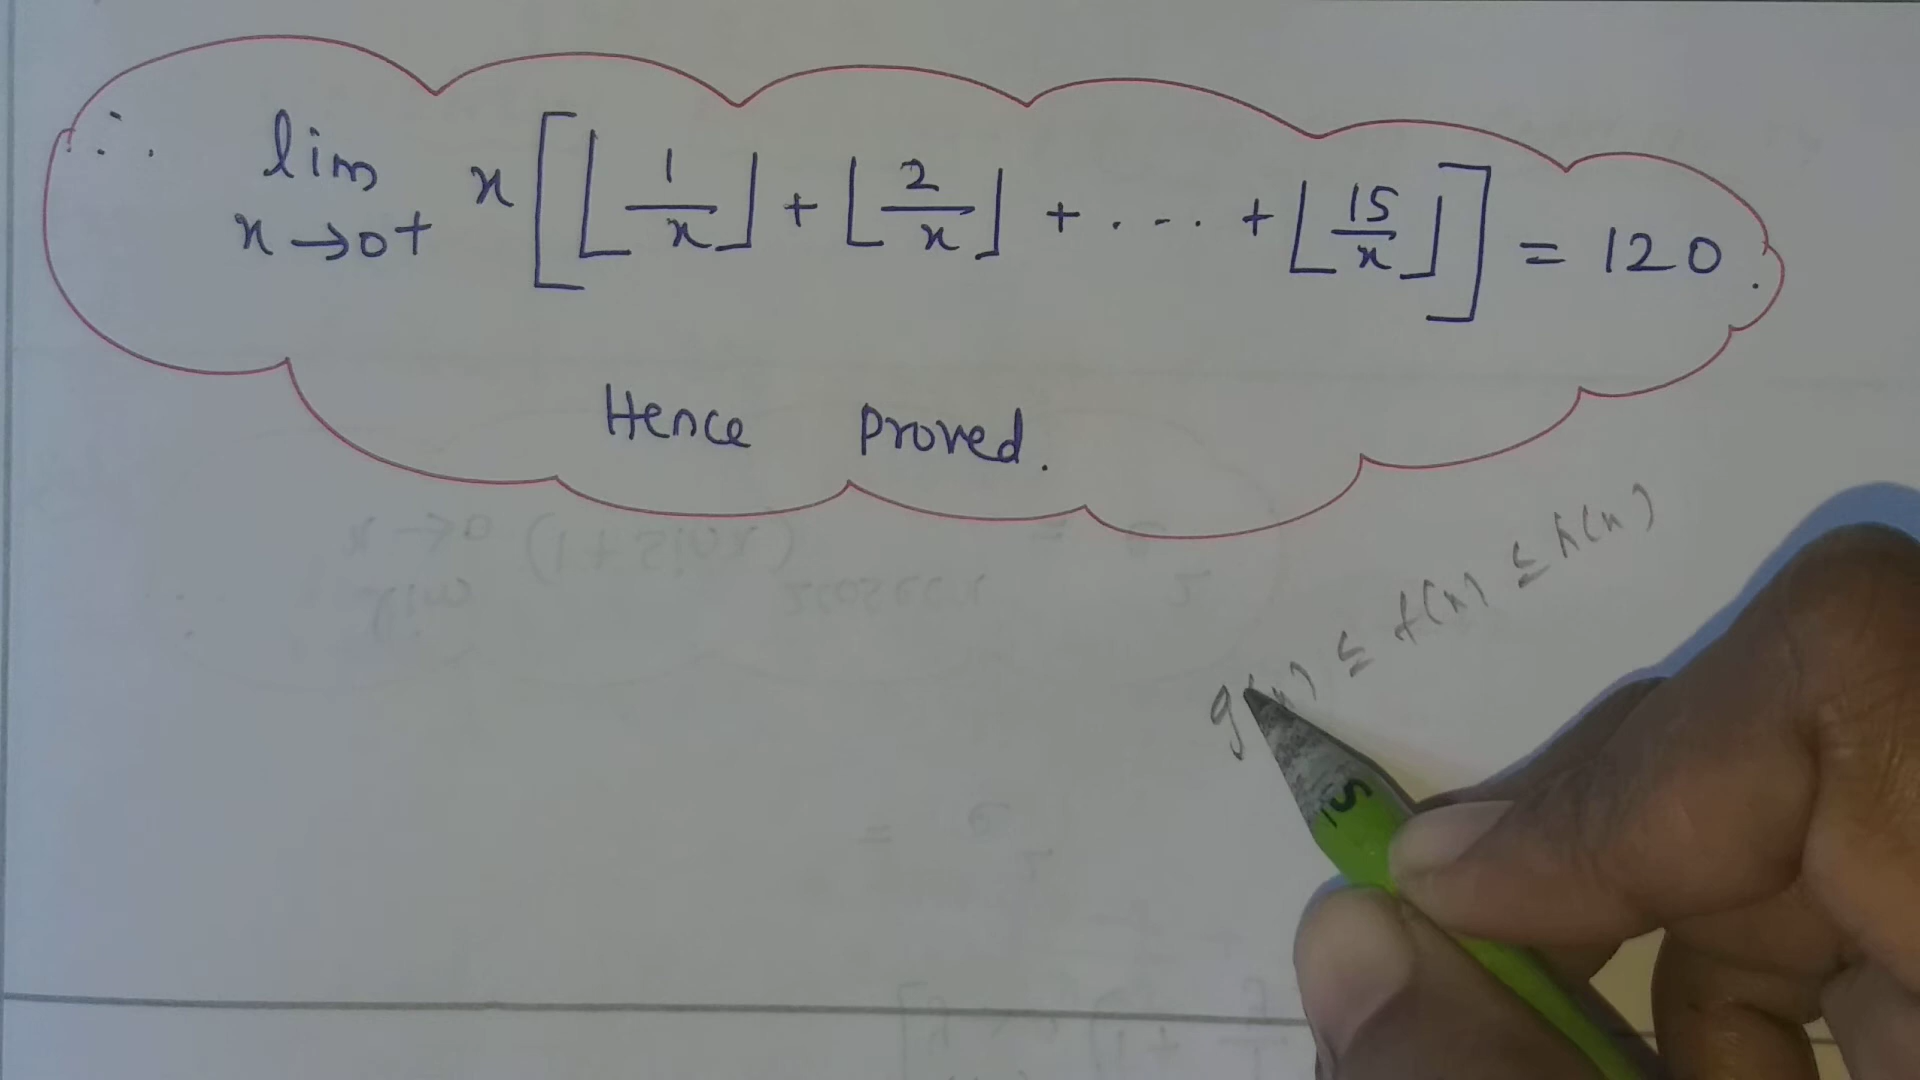 ∴ lim x→0+ x[⌊1/x⌋ + ⌊2/x⌋ + . . . . + ⌊15/x⌋] = 120.
Hence proved.
g(x) ≤ f(x) ≤ h(x)